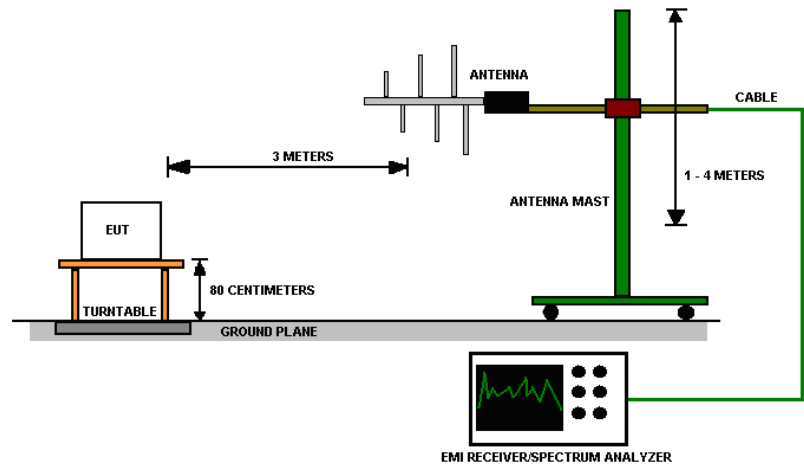 ANTENNA
CABLE
3 METERS
1 - 4 METERS
ANTENNA MAST
EUT
80 CENTIMETERS
TURNTABLE
GROUND PLANE
EMI RECEIVER/SPECTRUM ANALYZER